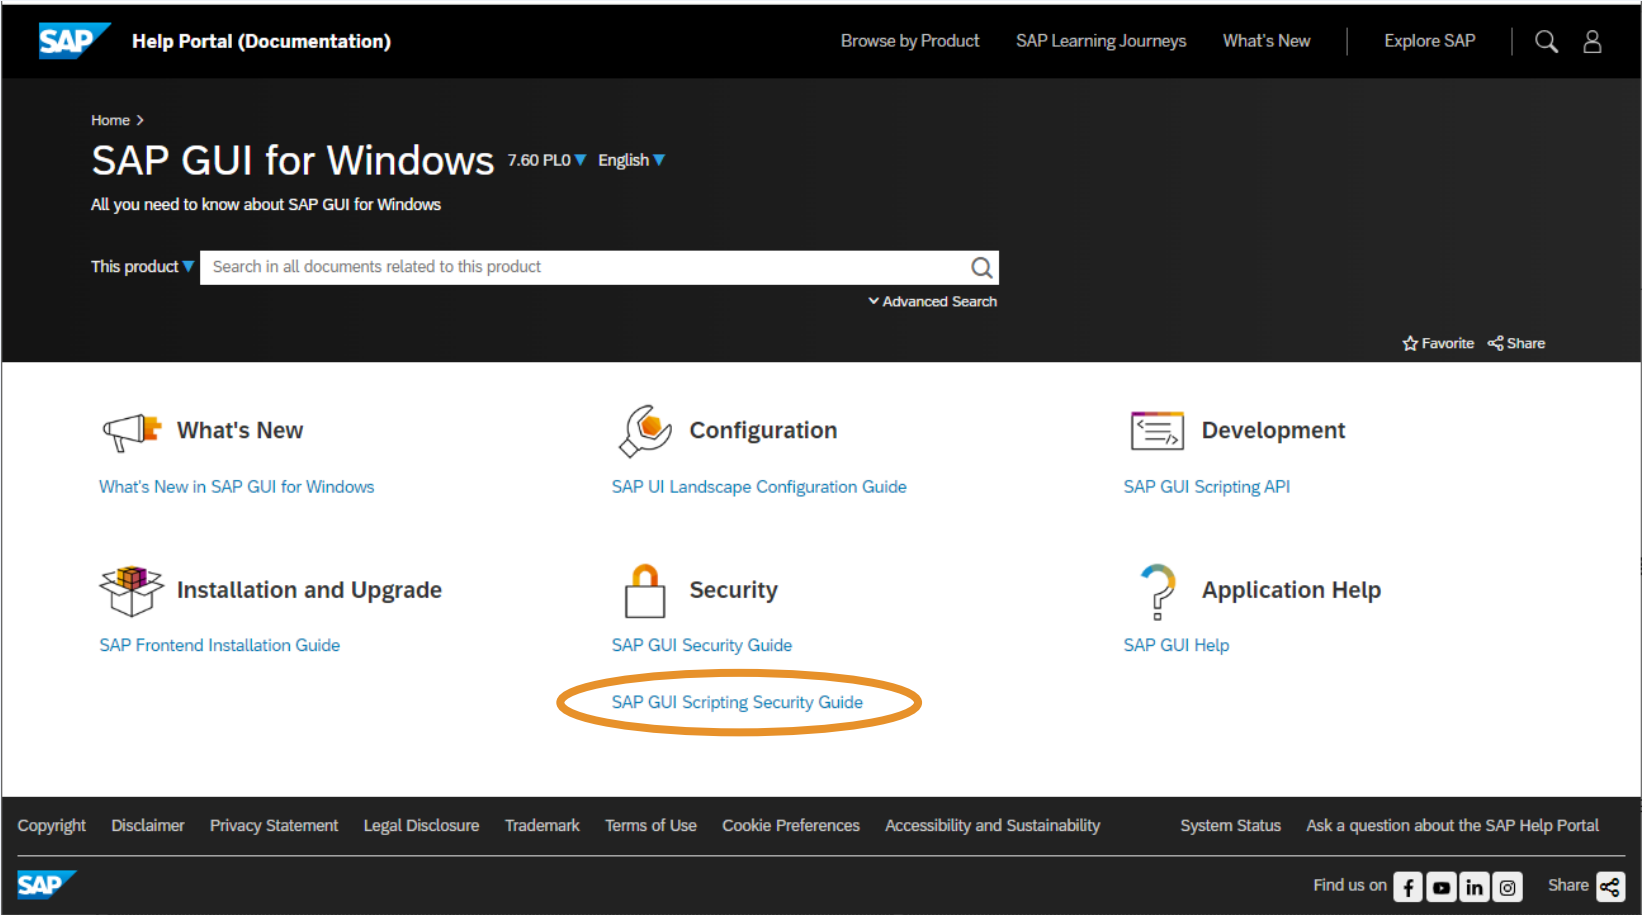 SAP Help Portal (Documentation) Browse by Product SAP Learning Journeys What's New Explore SAP
Home >
SAP GUI for Windows 7.60 PL0 English
All you need to know about SAP GUI for Windows
This product Search in all documents related to this product
Advanced Search
Favorite Share
What's New Configuration Development
What's New in SAP GUI for Windows SAP UI Landscape Configuration Guide SAP GUI Scripting API
Installation and Upgrade Security Application Help
SAP Frontend Installation Guide SAP GUI Security Guide SAP GUI Help
SAP GUI Scripting Security Guide
Copyright Disclaimer Privacy Statement Legal Disclosure Trademark Terms of Use Cookie Preferences Accessibility and Sustainability System Status Ask a question about the SAP Help Portal
SAP Find us on Share